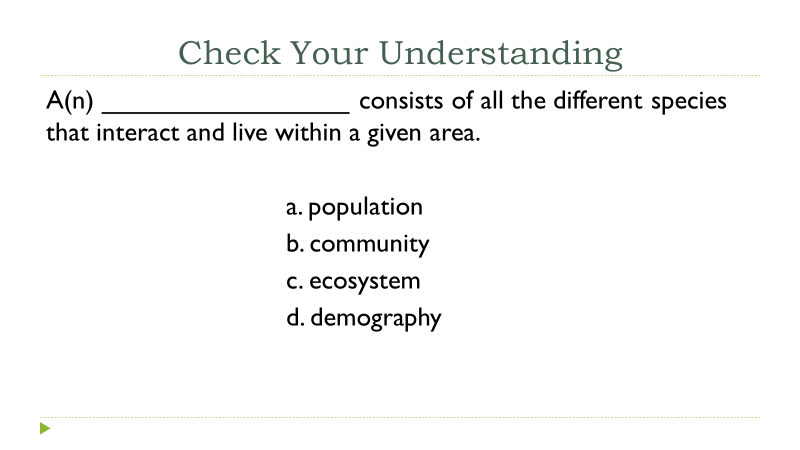 Check Your Understanding
A(n) ___________________ consists of all the different species
that interact and live within a given area.
a. population
b. community
c. ecosystem
d. demography